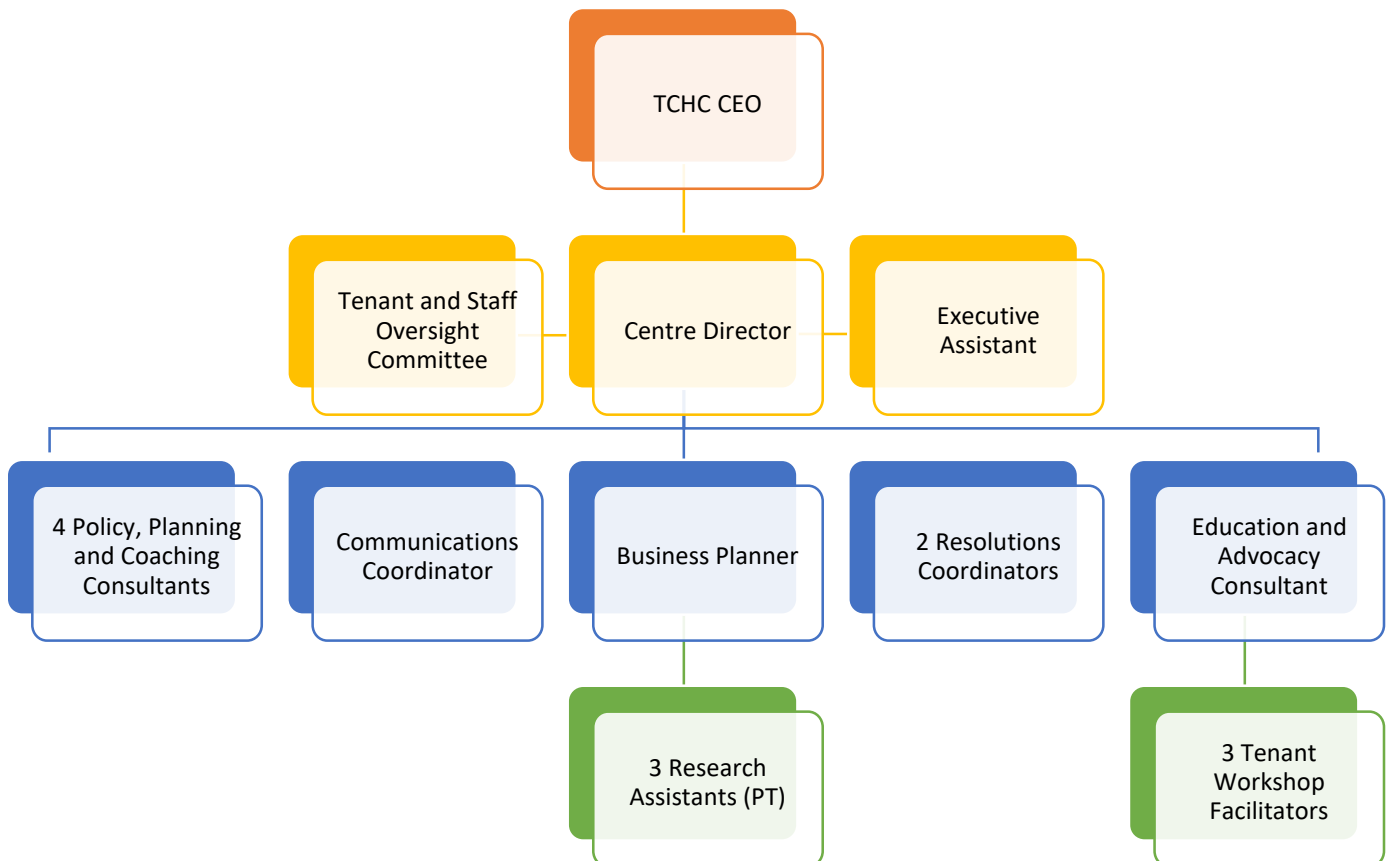 TCHC CEO
Tenant and Staff
Oversight
Committee
Centre Director
Executive
Assistant
4 Policy, Planning
and Coaching
Consultants
Communications
Coordinator
Business Planner
2 Resolutions
Coordinators
Education and
Advocacy
Consultant
3 Research
Assistants (PT)
3 Tenant
Workshop
Facilitators